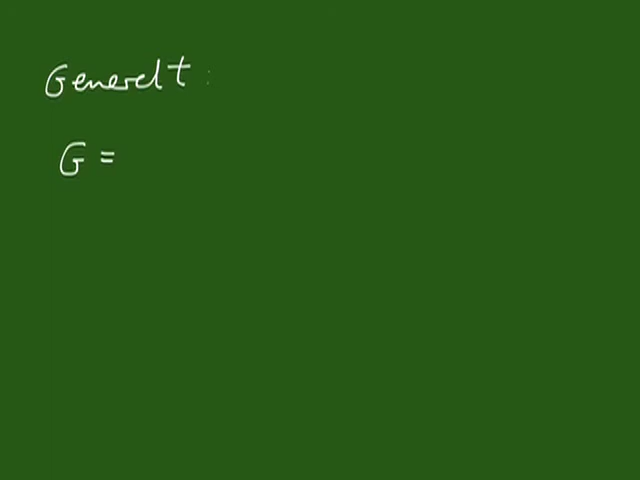 Generelt :
G =